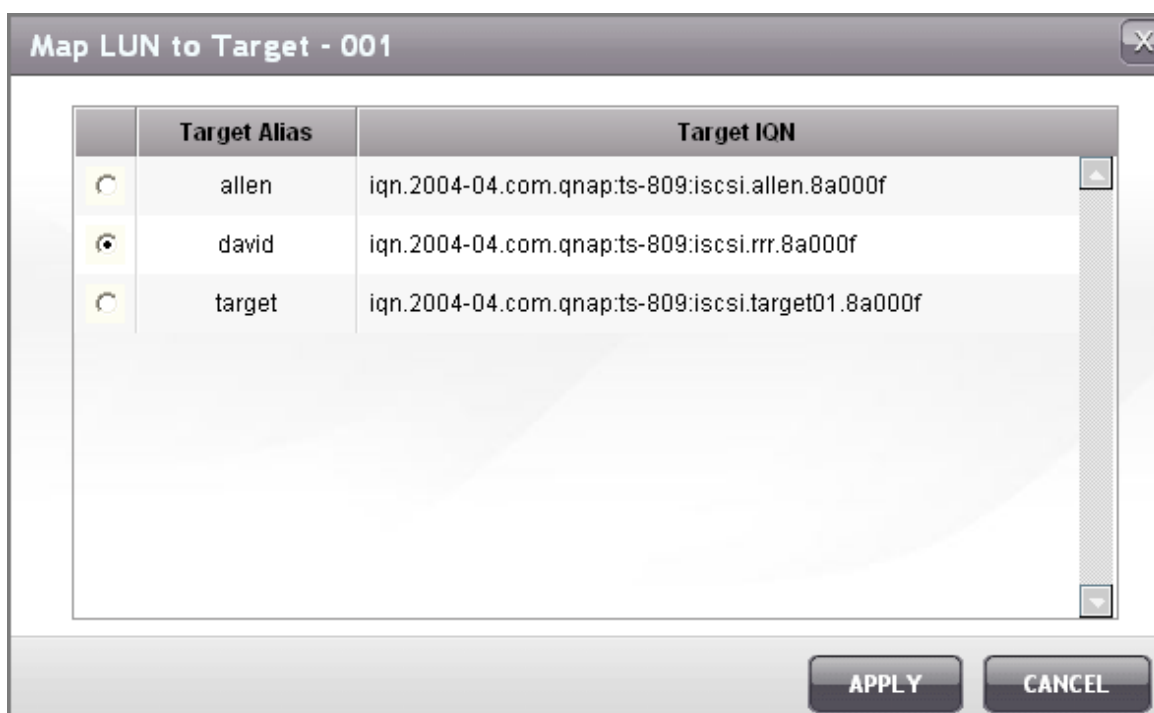 Map LUN to Target - 001
Target Alias Target IQN
allen iqn.2004-04.com.qnap:ts-809:iscsi.allen.8a000f
david iqn.2004-04.com.qnap:ts-809:iscsi.rrr.8a000f
target iqn.2004-04.com.qnap:ts-809:iscsi.target01.8a000f
APPLY CANCEL